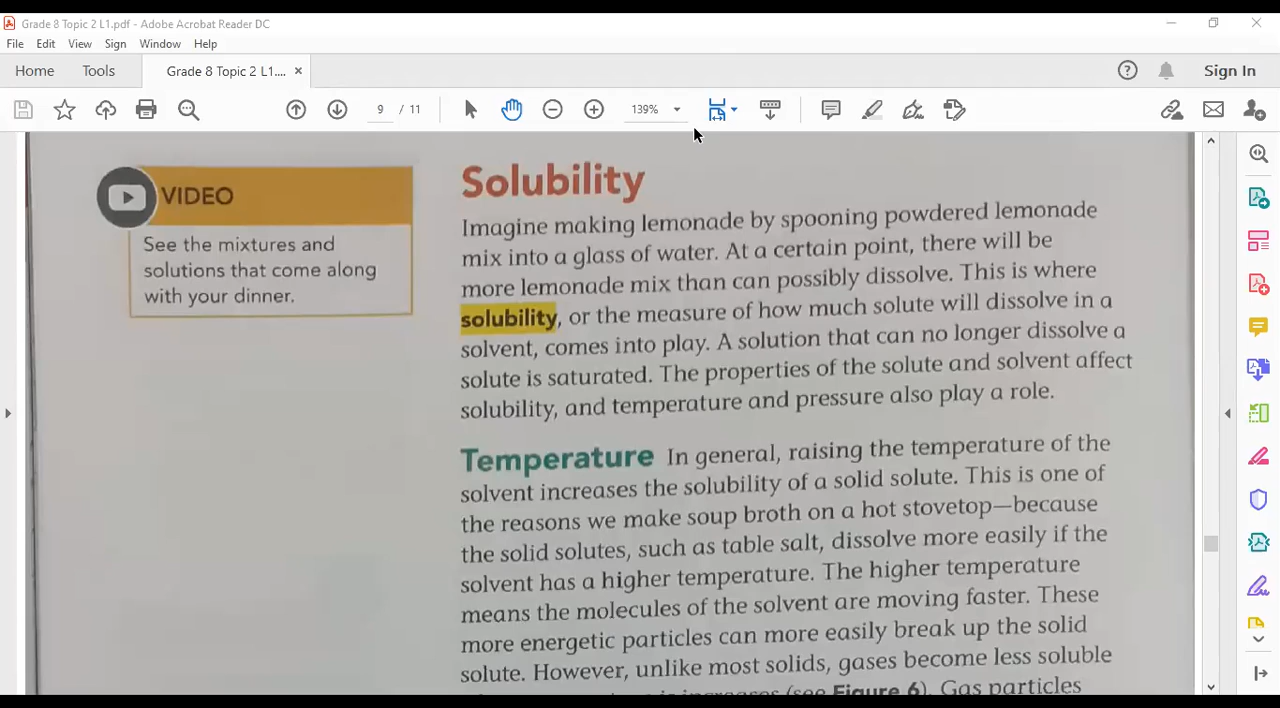 Grade 8 Topic 2 L1.pdf - Adobe Acrobat Reader DC
File Edit View Sign Window Help
Home Tools Grade 8 Topic 2 L1.... × Sign In
9 / 11 139%
VIDEO
See the mixtures and
solutions that come along
with your dinner.
Solubility
Imagine making lemonade by spooning powdered lemonade
mix into a glass of water. At a certain point, there will be
more lemonade mix than can possibly dissolve. This is where
solubility, or the measure of how much solute will dissolve in a
solvent, comes into play. A solution that can no longer dissolve a
solute is saturated. The properties of the solute and solvent affect
solubility, and temperature and pressure also play a role.
Temperature In general, raising the temperature of the
solvent increases the solubility of a solid solute. This is one of
the reasons we make soup broth on a hot stovetop—because
the solid solutes, such as table salt, dissolve more easily if the
solvent has a higher temperature. The higher temperature
means the molecules of the solvent are moving faster. These
more energetic particles can more easily break up the solid
solute. However, unlike most solids, gases become less soluble
is increases (see Figure 6). Gas particles